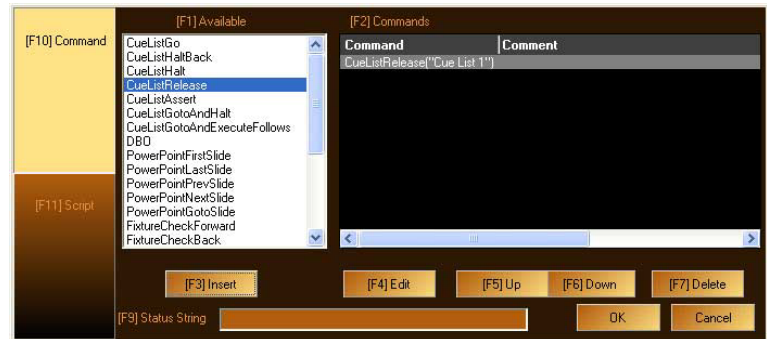 [F1] Available
[F2] Commands
[F10] Command
CueListGo
CueListHaltBack
CueListHalt
CueListRelease
CueListAssert
CueListGotoAndHalt
CueListGotoAndExecuteFollows
DBO
PowerPointFirstSlide
PowerPointLastSlide
PowerPointPrevSlide
PowerPointNextSlide
PowerPointGotoSlide
FixtureCheckForward
FixtureCheckBack
Command Comment
CueListRelease("Cue List 1")
[F11] Script
[F3] Insert
[F4] Edit
[F5] Up
[F6] Down
[F7] Delete
[F9] Status String
OK
Cancel